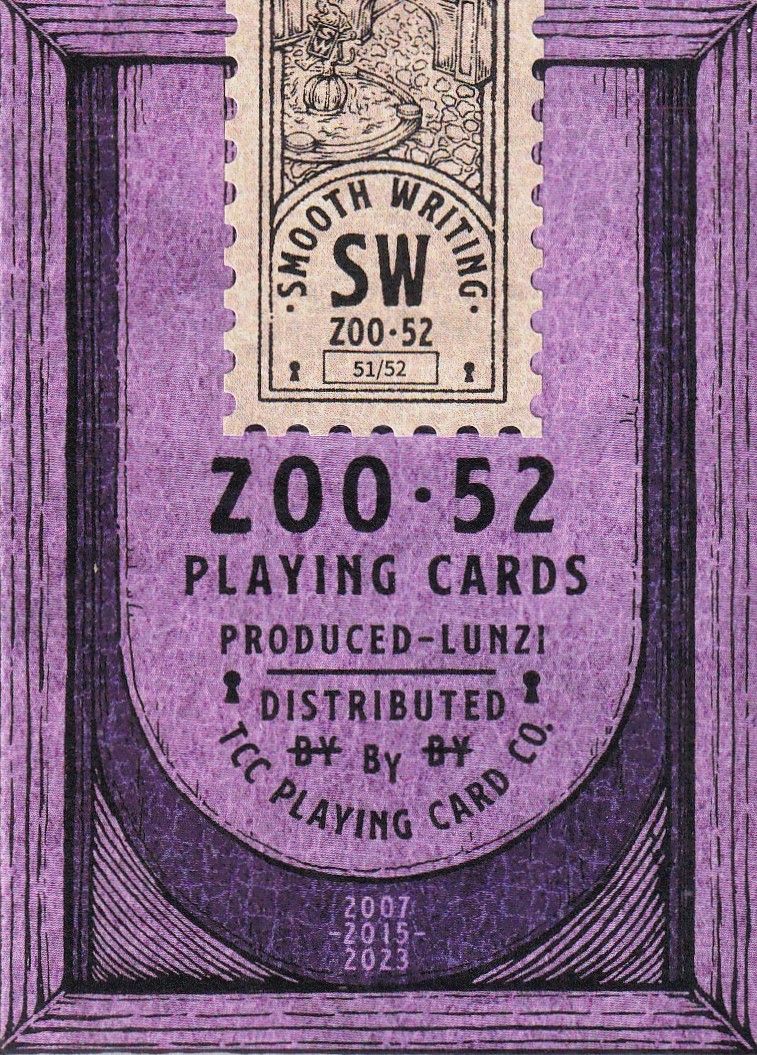 SMOOTH WRITING
SW
ZOO·52
51/52
ZOO·52
PLAYING CARDS
PRODUCED-LUNZI
DISTRIBUTED
BY By BY
TCC PLAYING CARD CO.
2007
-2015-
2023